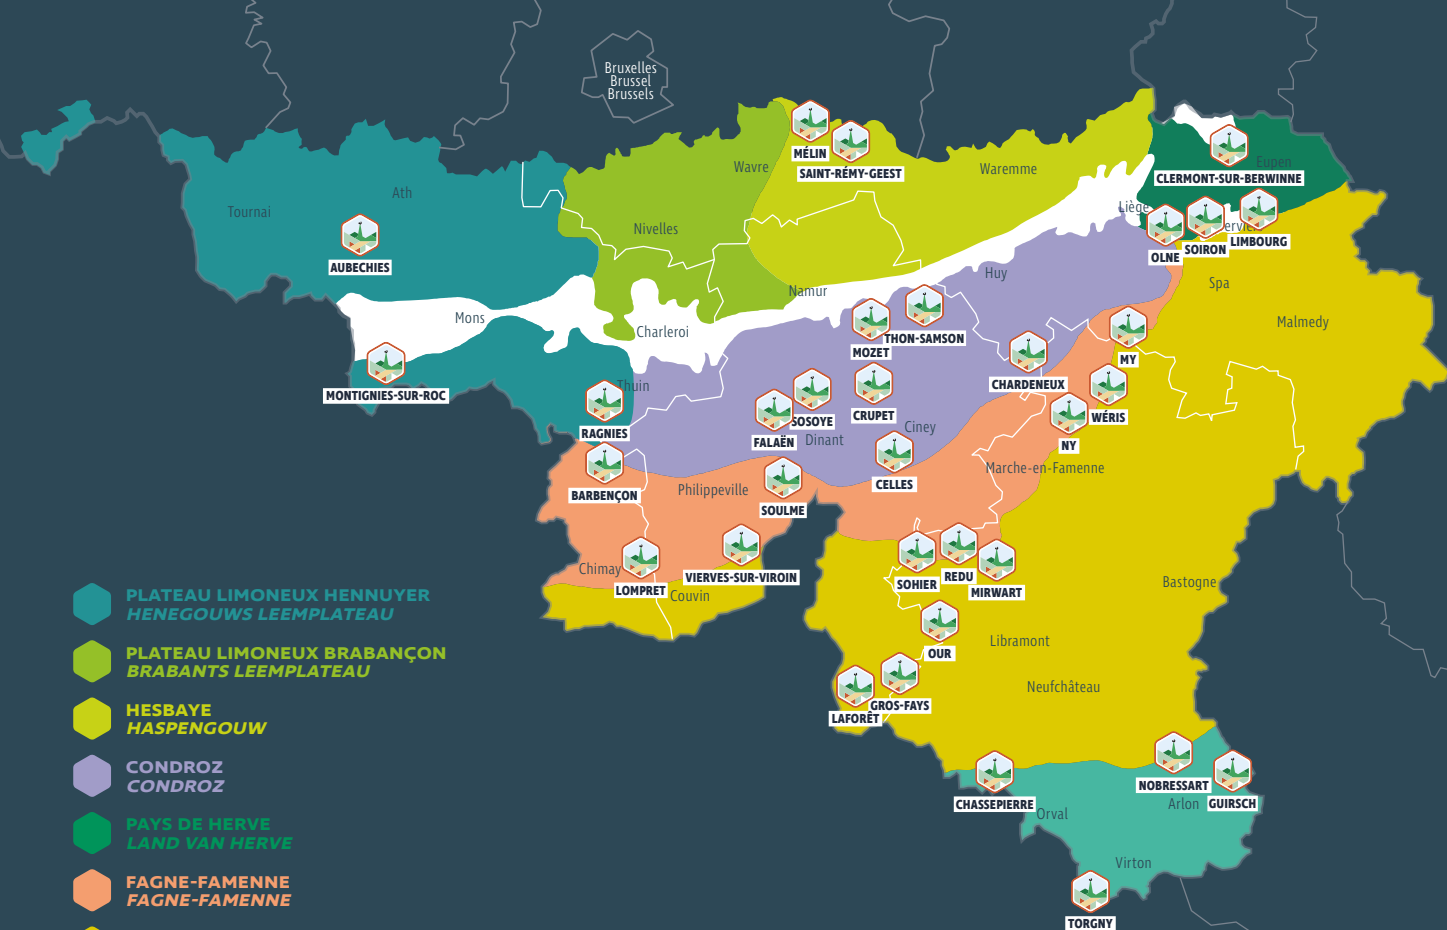 Bruxelles
Brussel
Brussels
MÉLIN
SAINT-RÉMY-GEEST
Wavre
Waremme
Eupen
CLERMONT-SUR-BERWINNE
Ath
Tournai
Nivelles
Liège
AUBECHIES
OLNE
SOIRON
LIMBOURG
Spa
Huy
Namur
Malmedy
Mons
Charleroi
MOZET
THON-SAMSON
MY
CHARDENEUX
MONTIGNIES-SUR-ROC
Thuin
RAGNIES
FALAËN
SOSOYE
CRUPET
WÉRIS
NY
Dinant
Ciney
Marche-en-Famenne
CELLES
BARBENÇON
Philippeville
SOULME
Chimay
LOMPRET
VIERVES-SUR-VIROIN
Couvin
SOHIER
REDU
MIRWART
Bastogne
OUR
Libramont
Neufchâteau
LAFORÊT
GROS-FAYS
CHASSEPIERRE
NOBRESSART
GUIRSCH
Arlon
Orval
Virton
TORGNY
PLATEAU LIMONEUX HENNUYER
HENEGOUWS LEEMPLATEAU
PLATEAU LIMONEUX BRABANÇON
BRABANTS LEEMPLATEAU
HESBAYE
HASPENGOUW
CONDROZ
CONDROZ
PAYS DE HERVE
LAND VAN HERVE
FAGNE-FAMENNE
FAGNE-FAMENNE